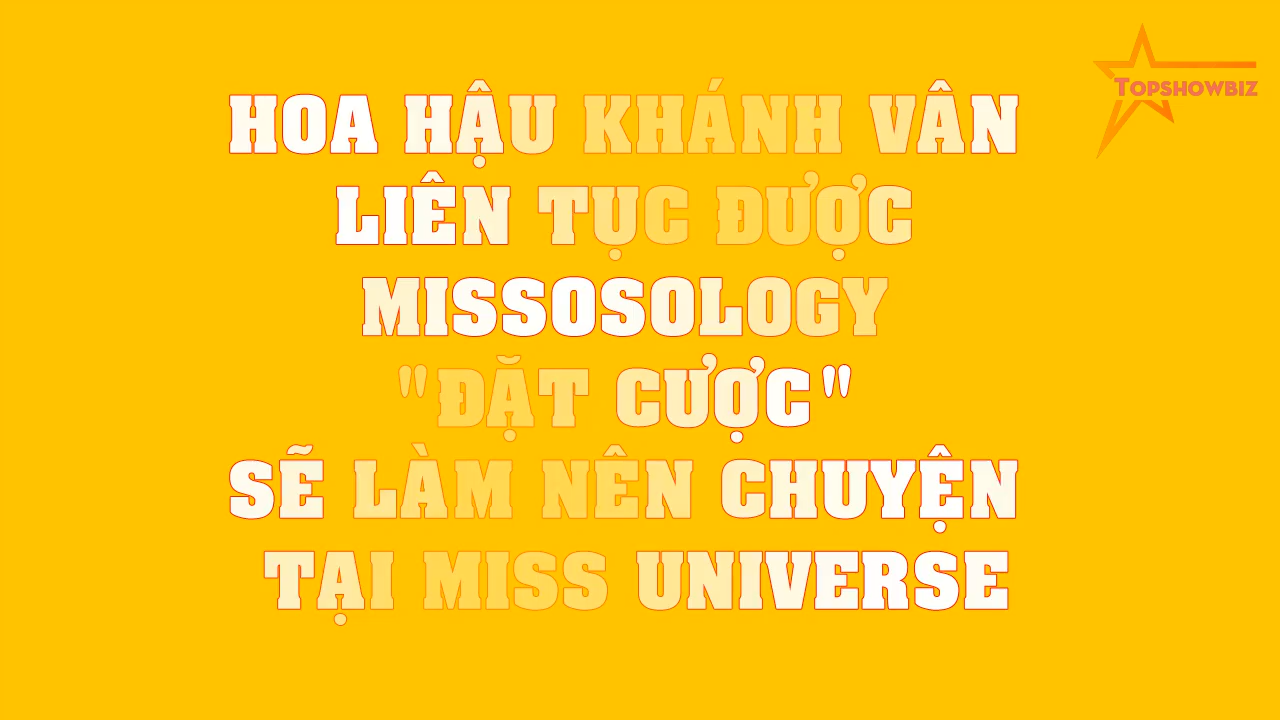 TOPSHOWBIZ
HOA HẬU KHÁNH VÂN
LIÊN TỤC ĐƯỢC
MISSOSOLOGY
"ĐẶT CƯỢC"
SẼ LÀM NÊN CHUYỆN
TẠI MISS UNIVERSE